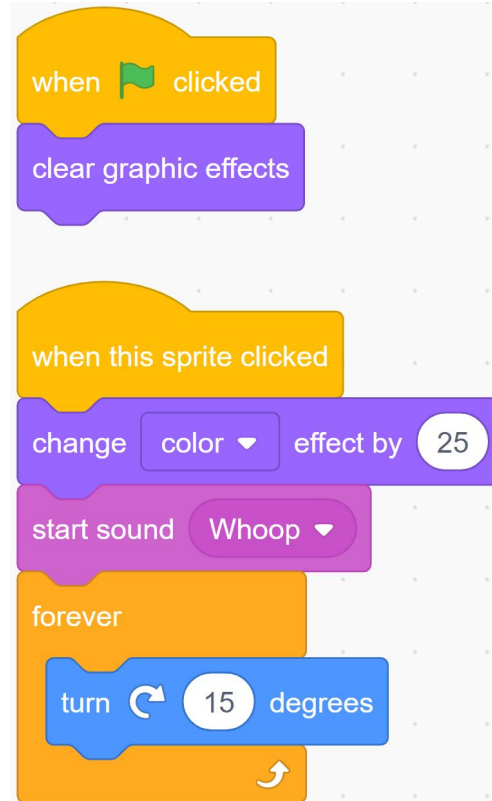 when clicked
clear graphic effects
when this sprite clicked
change color effect by 25
start sound Whoop
forever
turn 15 degrees